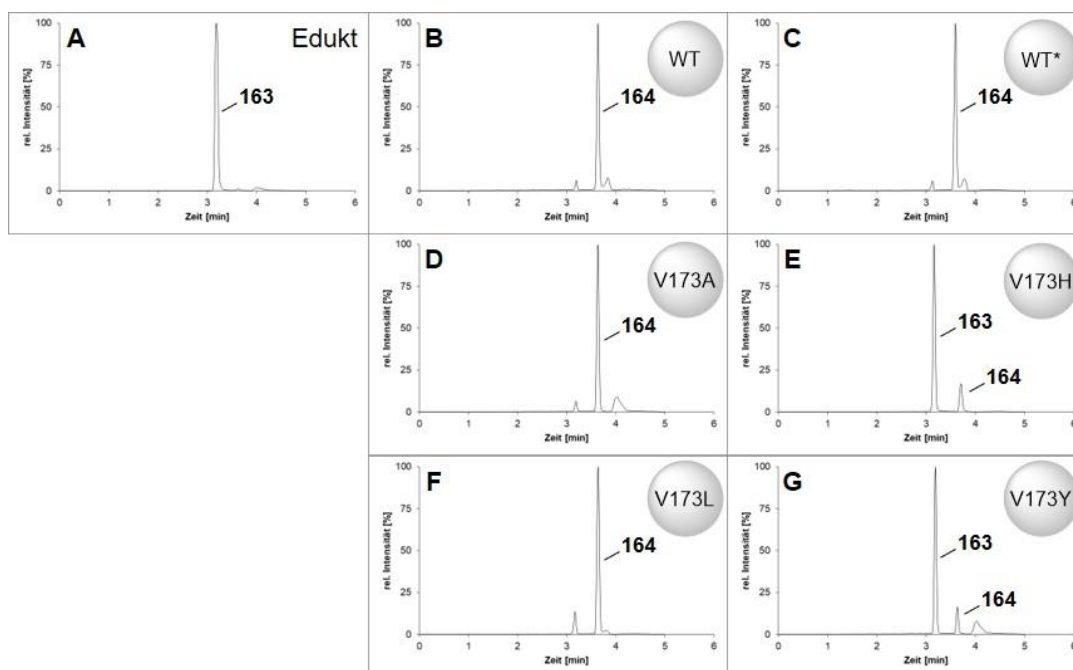 A
Edukt
163
rel. Intensität [%]
100
75
50
25
0
0 1 2 3 4 5 6
Zeit [min]
B
WT
164
rel. Intensität [%]
100
75
50
25
0
0 1 2 3 4 5 6
Zeit [min]
C
WT*
164
rel. Intensität [%]
100
75
50
25
0
0 1 2 3 4 5 6
Zeit [min]
D
V173A
164
rel. Intensität [%]
100
75
50
25
0
0 1 2 3 4 5 6
Zeit [min]
E
V173H
163
164
rel. Intensität [%]
100
75
50
25
0
0 1 2 3 4 5 6
Zeit [min]
F
V173L
164
rel. Intensität [%]
100
75
50
25
0
0 1 2 3 4 5 6
Zeit [min]
G
V173Y
163
164
rel. Intensität [%]
100
75
50
25
0
0 1 2 3 4 5 6
Zeit [min]